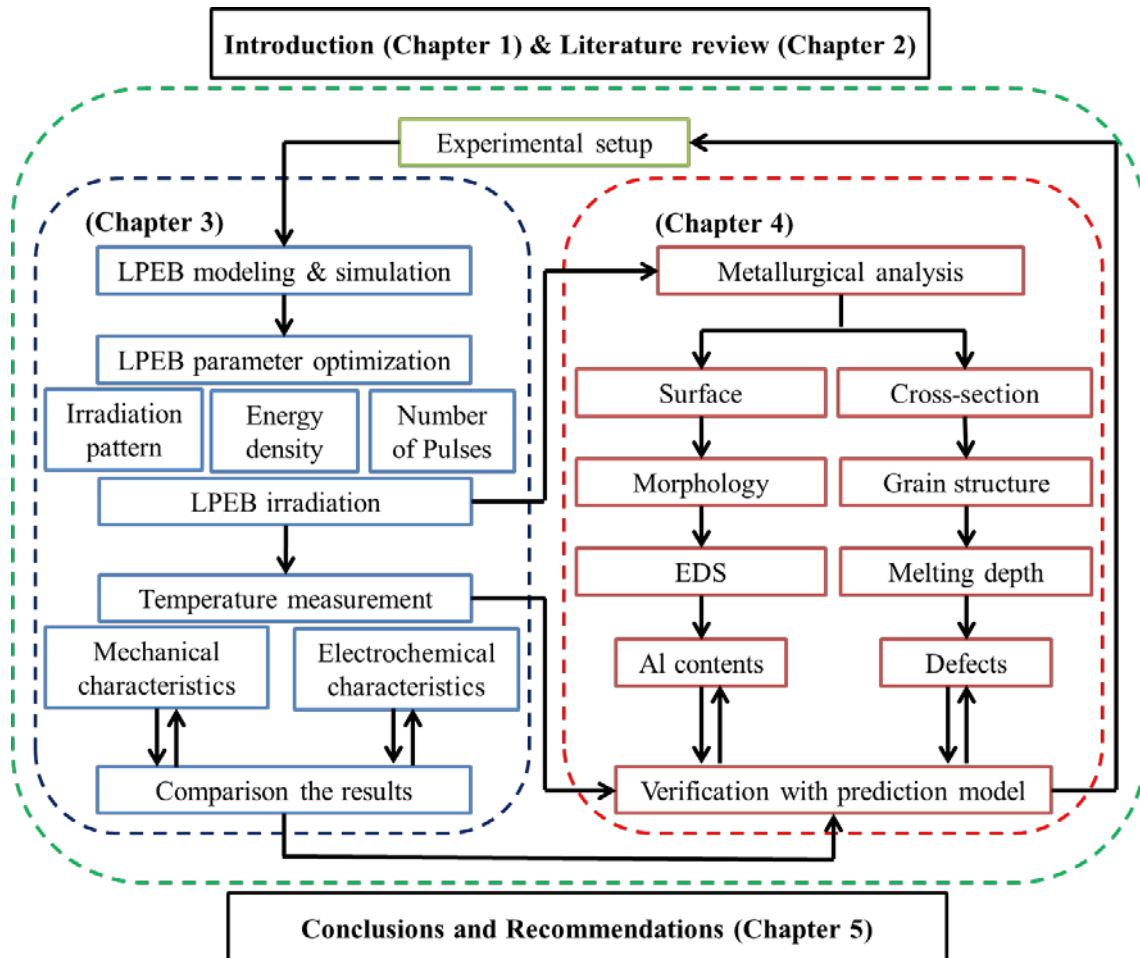 Introduction (Chapter 1) & Literature review (Chapter 2)
Experimental setup
(Chapter 3)
LPEB modeling & simulation
LPEB parameter optimization
Irradiation
pattern
Energy
density
Number
of Pulses
LPEB irradiation
Temperature measurement
Mechanical
characteristics
Electrochemical
characteristics
Comparison the results
(Chapter 4)
Metallurgical analysis
Surface
Cross-section
Morphology
Grain structure
EDS
Melting depth
Al contents
Defects
Verification with prediction model
Conclusions and Recommendations (Chapter 5)